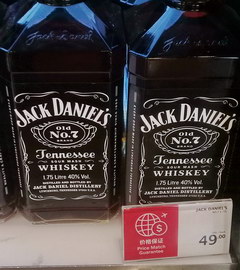 JACK DANIEL'S
Old
No. 7
BRAND
Tennessee
SOUR MASH
WHISKEY
1.75 Litre 40% Vol.
DISTILLED AND BOTTLED BY
JACK DANIEL DISTILLERY
JACK DANIEL'S
Old
No. 7
BRAND
Tennessee
SOUR MASH
WHISKEY
1.75 Litre 40% Vol.
DISTILLED AND BOTTLED BY
JACK DANIEL DISTILLERY
$
价格保证
Price Match
Guarantee
JACK DANIEL'S
49.00